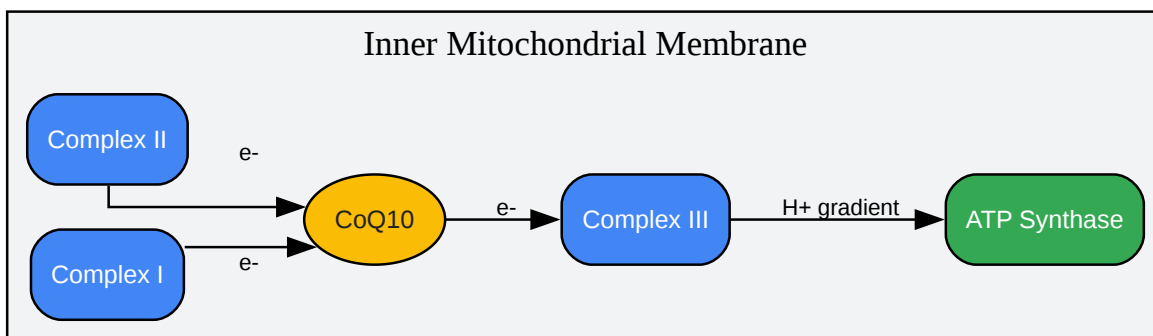 Inner Mitochondrial Membrane
Complex II
e-
CoQ10
e-
Complex III
H+ gradient
ATP Synthase
Complex I
e-